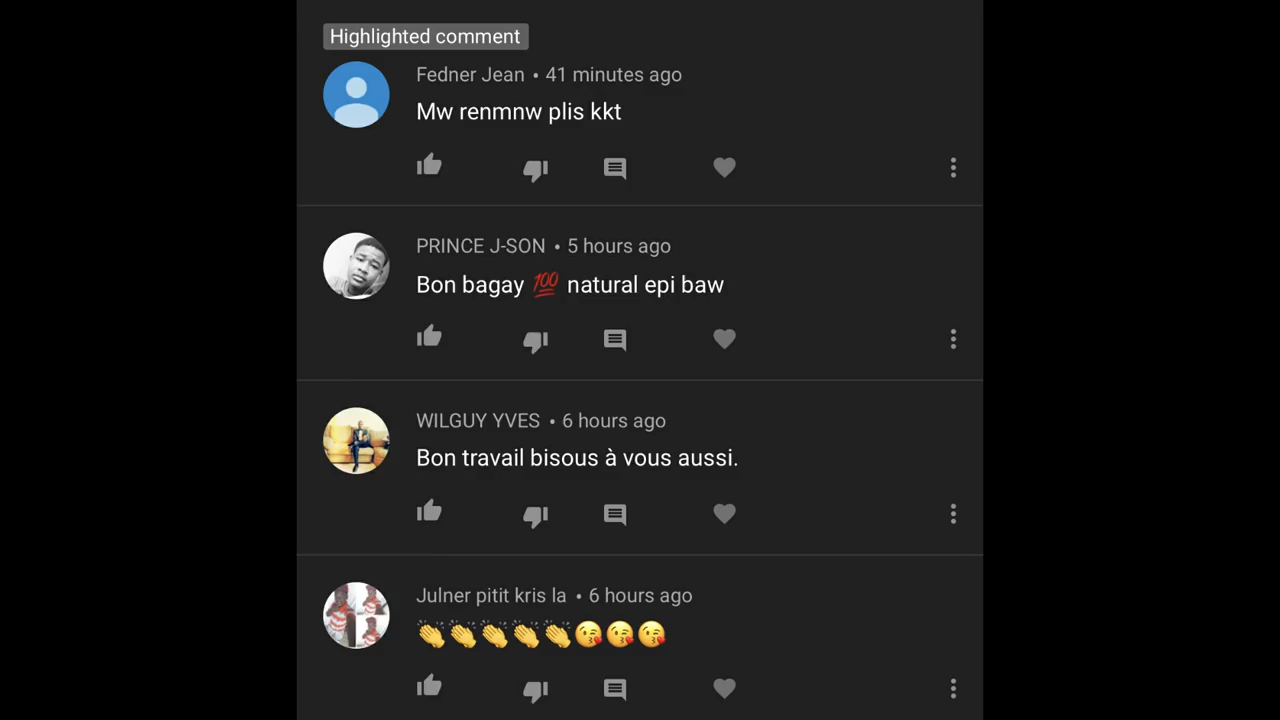 Highlighted comment
Fedner Jean • 41 minutes ago
Mw renmnw plis kkt
PRINCE J-SON • 5 hours ago
Bon bagay 💯 natural epi baw
WILGUY YVES • 6 hours ago
Bon travail bisous à vous aussi.
Julner pitit kris la • 6 hours ago
👏👏👏👏👏😘😘😘